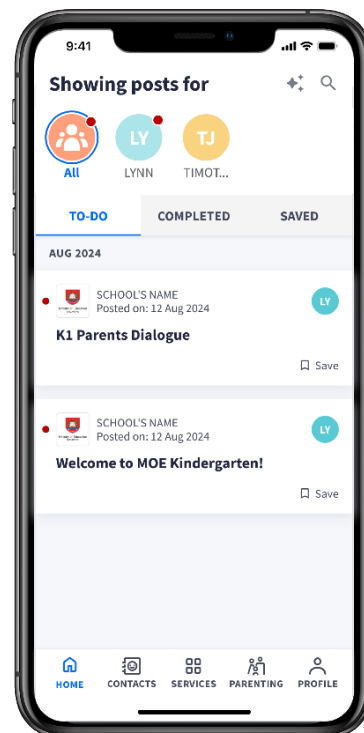 9:41
Showing posts for
LY
TJ
All
LYNN
TIMOT...
TO-DO
COMPLETED
SAVED
AUG 2024
SCHOOL'S NAME
Posted on: 12 Aug 2024
LY
K1 Parents Dialogue
Save
SCHOOL'S NAME
Posted on: 12 Aug 2024
LY
Welcome to MOE Kindergarten!
Save
HOME
CONTACTS
SERVICES
PARENTING
PROFILE